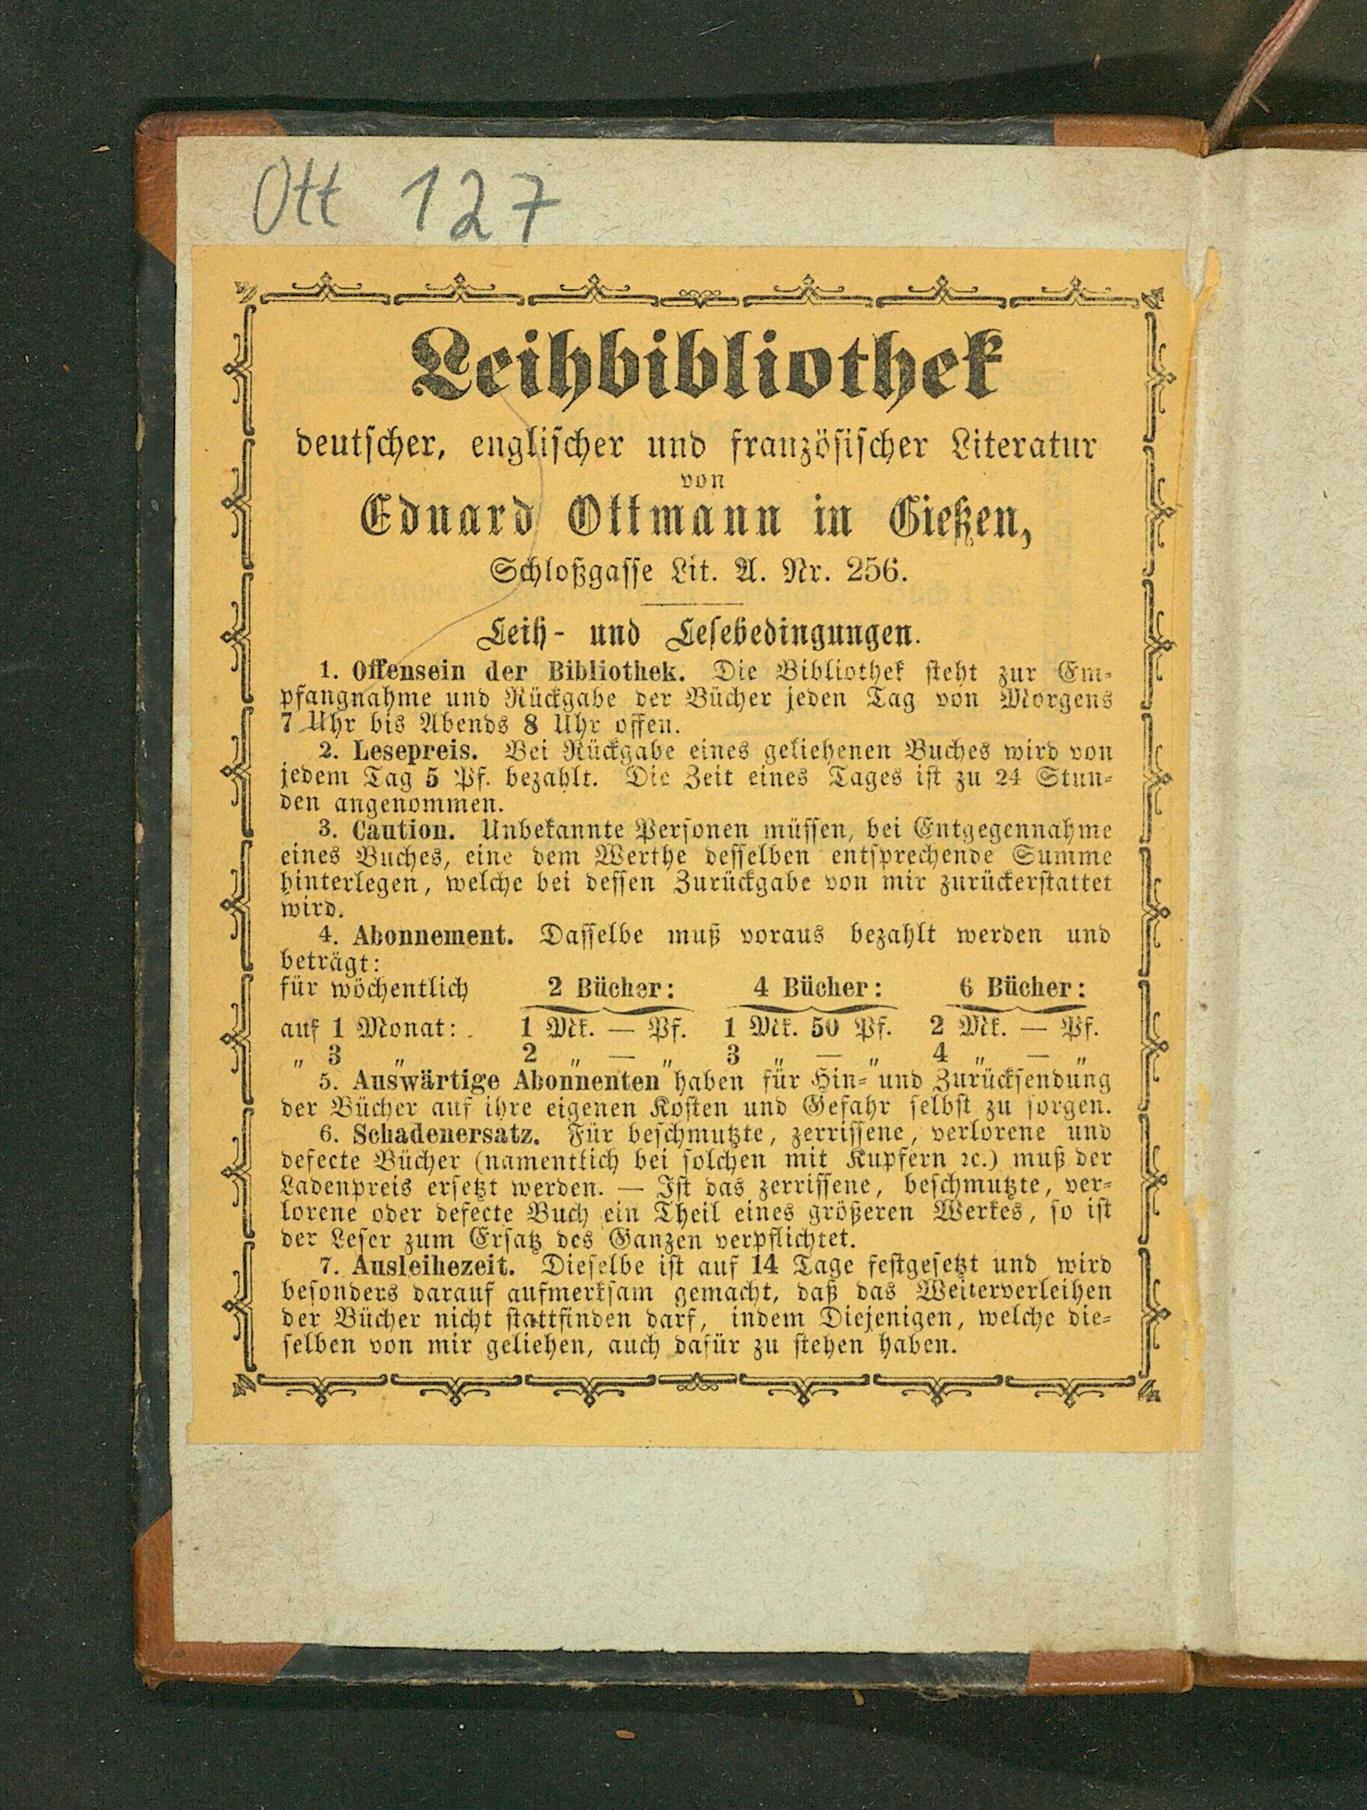 Ott 127
Leihbibliothek
deutscher, englischer und französischer Literatur
von
Eduard Ottmann in Gießen,
Schloßgasse Lit. A. Nr. 256.
Leih- und Lesebedingungen.
1. Offensein der Bibliothek. Die Bibliothek steht zur Em-
pfangnahme und Rückgabe der Bücher jeden Tag von Morgens
7 Uhr bis Abends 8 Uhr offen.
2. Lesepreis. Bei Rückgabe eines geliehenen Buches wird von
jedem Tag 5 Pf. bezahlt. Die Zeit eines Tages ist zu 24 Stun-
den angenommen.
3. Caution. Unbekannte Personen müssen, bei Entgegennahme
eines Buches, eine dem Werthe desselben entsprechende Summe
hinterlegen, welche bei dessen Zurückgabe von mir zurückerstattet
wird.
4. Abonnement. Dasselbe muß voraus bezahlt werden und
beträgt:
für wöchentlich 2 Bücher: 4 Bücher: 6 Bücher:
auf 1 Monat: 1 Mk. — Pf. 1 Mk. 50 Pf. 2 Mk. — Pf.
„ 3 „ 2 „ — „ 3 „ — „ 4 „ — „
5. Auswärtige Abonnenten haben für Hin- und Zurücksendung
der Bücher auf ihre eigenen Kosten und Gefahr selbst zu sorgen.
6. Schadenersatz. Für beschmutzte, zerrissene, verlorene und
defecte Bücher (namentlich bei solchen mit Kupfern ꝛc.) muß der
Ladenpreis ersetzt werden. — Ist das zerrissene, beschmutzte, ver-
lorene oder defecte Buch ein Theil eines größeren Werkes, so ist
der Leser zum Ersatz des Ganzen verpflichtet.
7. Ausleihezeit. Dieselbe ist auf 14 Tage festgesetzt und wird
besonders darauf aufmerksam gemacht, daß das Weiterverleihen
der Bücher nicht stattfinden darf, indem Diejenigen, welche die-
selben von mir geliehen, auch dafür zu stehen haben.